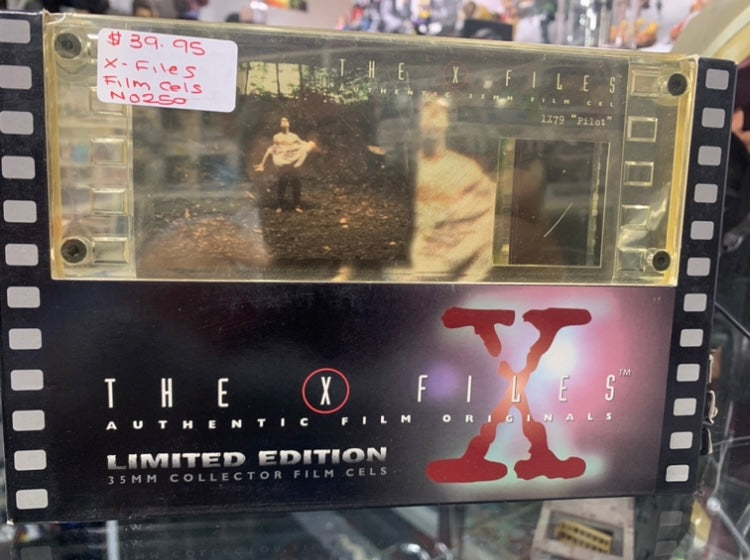 $39.95
X-Files
Film Cels
N0250
THE X FILES
AUTHENTIC 35MM FILM CEL
1X79 "Pilot"
X
THE X FILES™
AUTHENTIC FILM ORIGINALS
LIMITED EDITION
35MM COLLECTOR FILM CELS